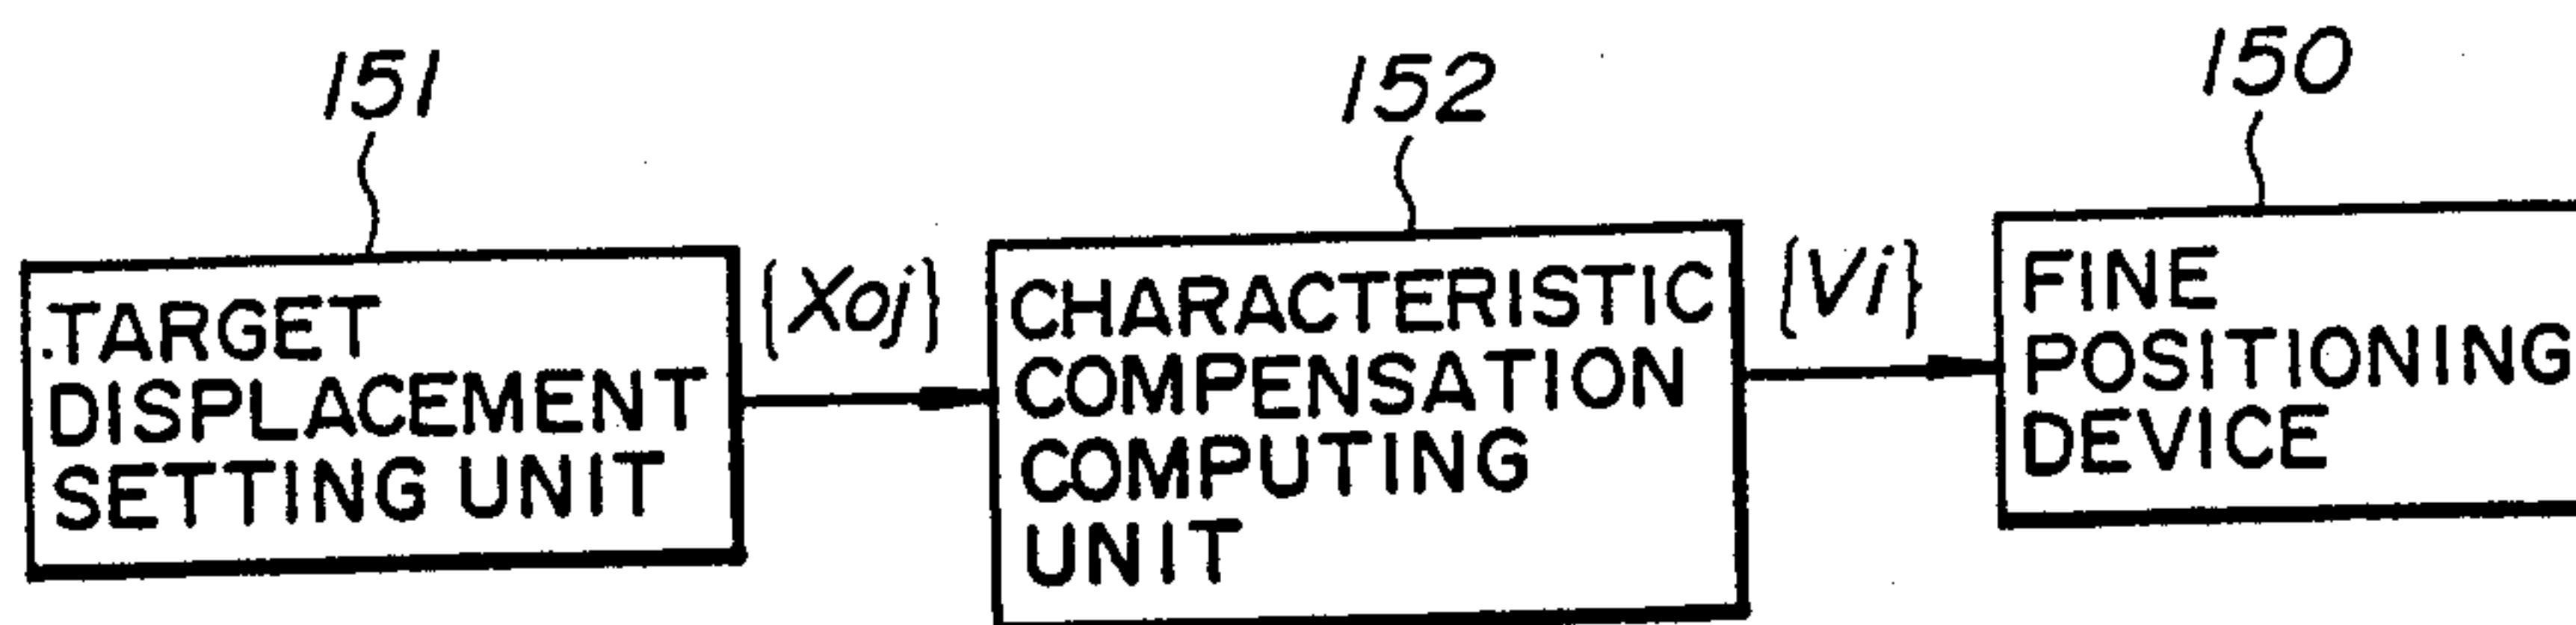 151
152
150
TARGET
DISPLACEMENT
SETTING UNIT
{Xoj}
CHARACTERISTIC
COMPENSATION
COMPUTING
UNIT
{Vi}
FINE
POSITIONING
DEVICE